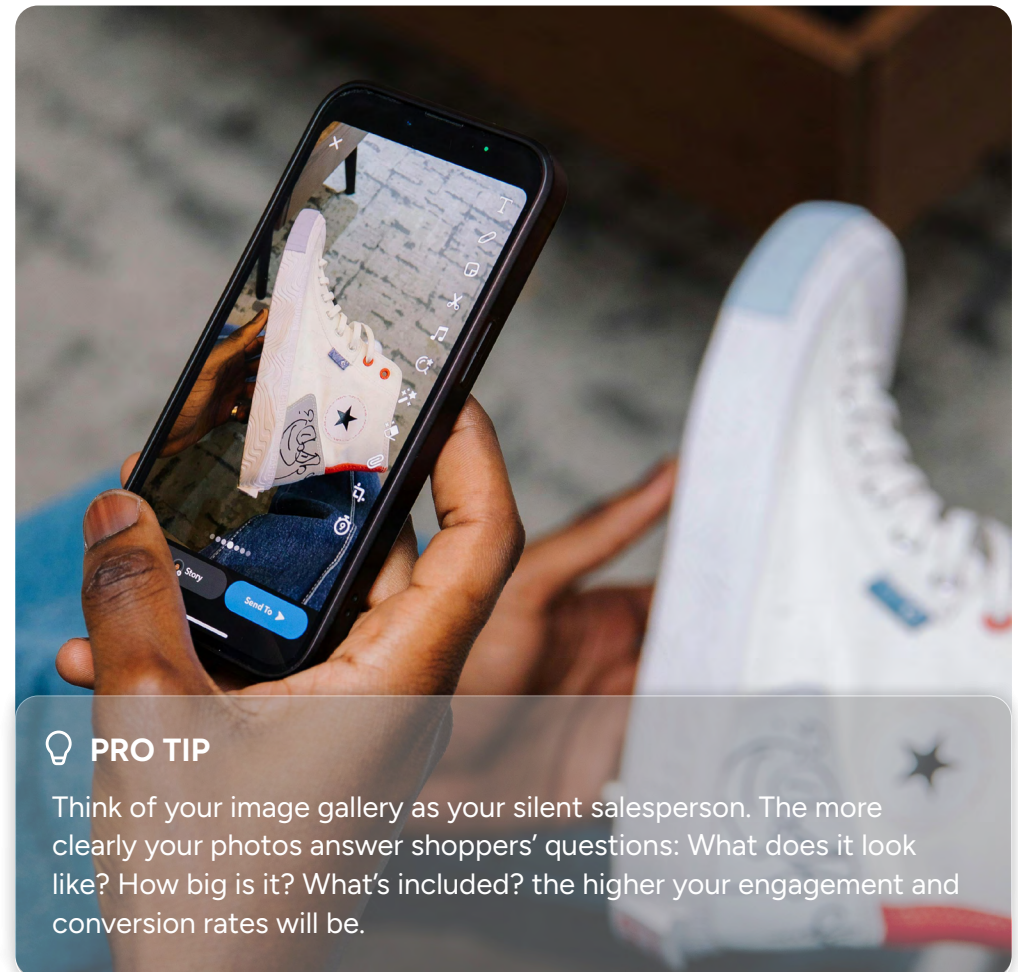 T
Story
Send To
PRO TIP
Think of your image gallery as your silent salesperson. The more
clearly your photos answer shoppers’ questions: What does it look
like? How big is it? What’s included? the higher your engagement and
conversion rates will be.